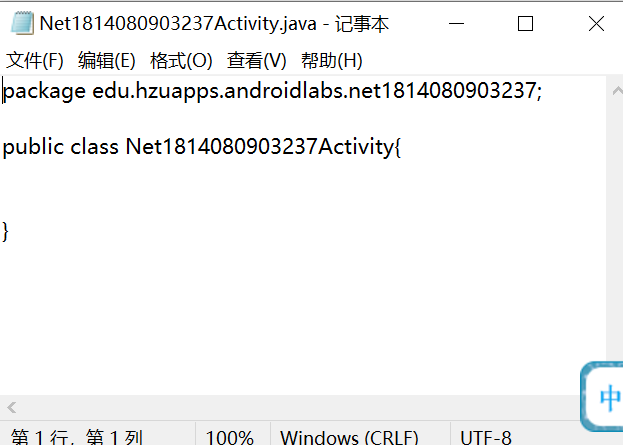 Net1814080903237Activity.java - 记事本
文件(F) 编辑(E) 格式(O) 查看(V) 帮助(H)
package edu.hzuapps.androidlabs.net1814080903237;
public class Net1814080903237Activity{
}
中
第 1 行，第 1 列 100% Windows (CRLF) UTF-8